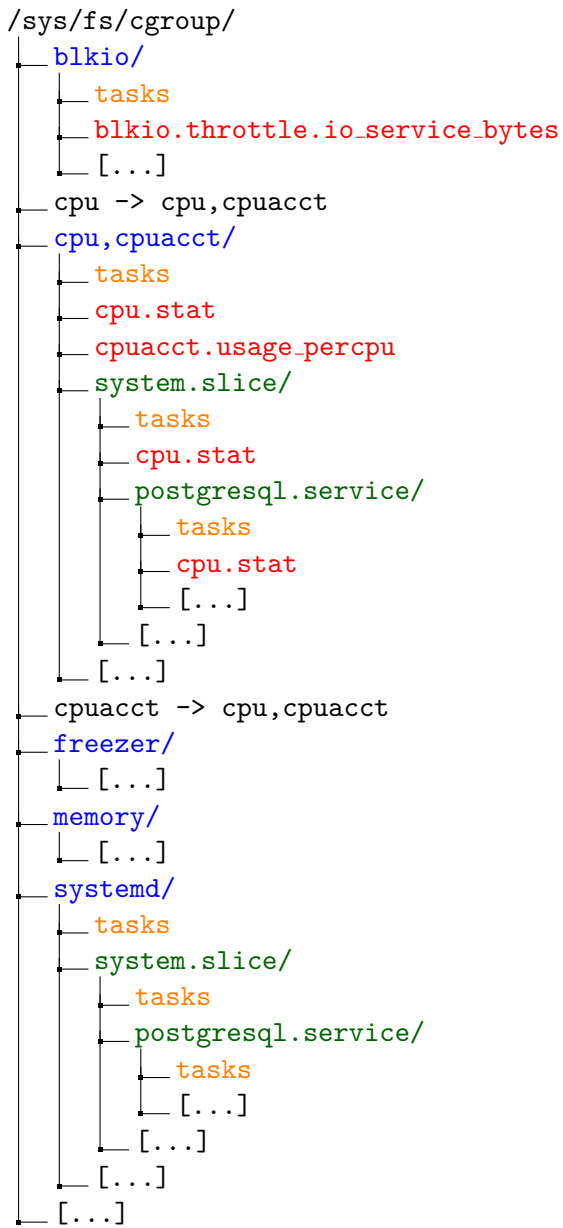 /sys/fs/cgroup/
blkio/
tasks
blkio.throttle.io_service_bytes
[...]
cpu -> cpu,cpuacct
cpu,cpuacct/
tasks
cpu.stat
cpuacct.usage_percpu
system.slice/
tasks
cpu.stat
postgresql.service/
tasks
cpu.stat
[...]
[...]
[...]
cpuacct -> cpu,cpuacct
freezer/
[...]
memory/
[...]
systemd/
tasks
system.slice/
tasks
postgresql.service/
tasks
[...]
[...]
[...]
[...]